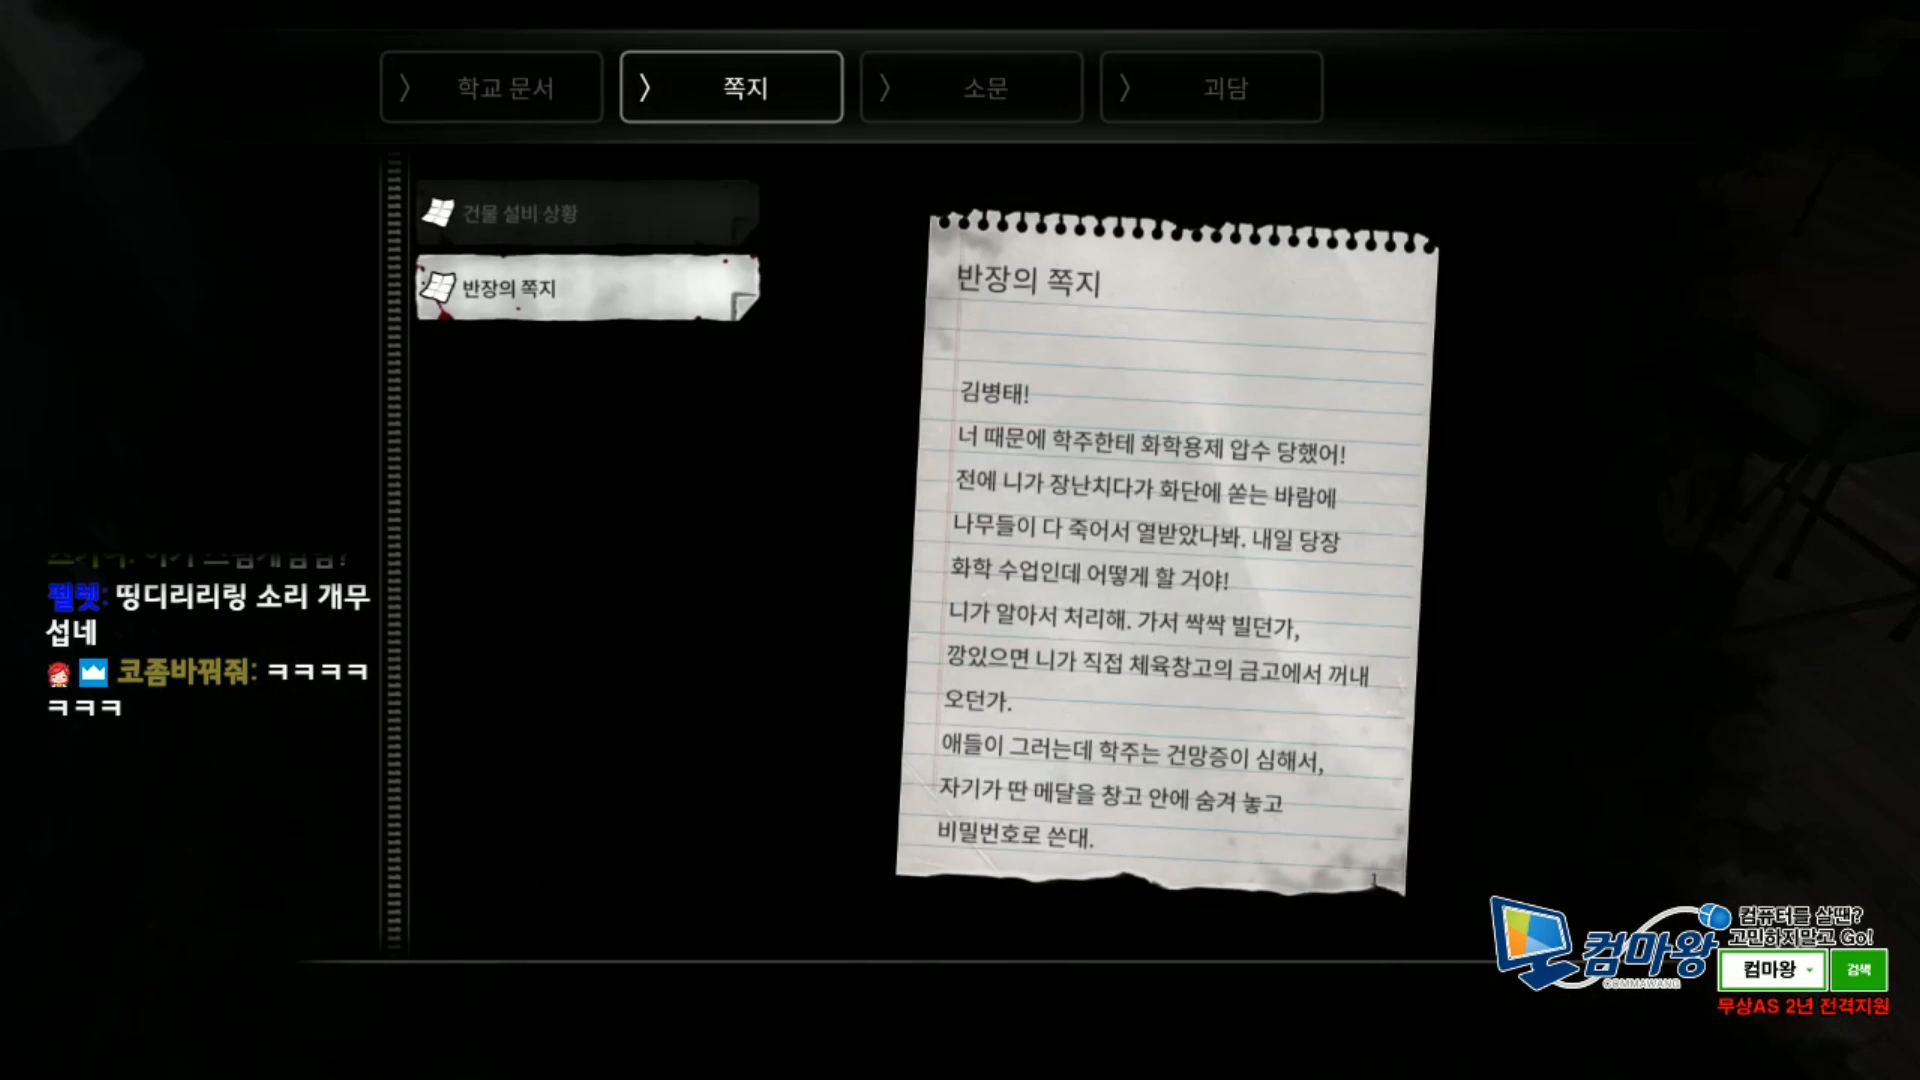 학교 문서
쪽지
소문
괴담
건물 설비 상황
반장의 쪽지
반장의 쪽지
김병태!
너 때문에 학주한테 화학용제 압수 당했어!
전에 니가 장난치다가 화단에 쏟는 바람에
나무들이 다 죽어서 열받았나봐. 내일 당장
화학 수업인데 어떻게 할 거야!
니가 알아서 처리해. 가서 싹싹 빌던가,
깡있으면 니가 직접 체육창고의 금고에서 꺼내
오던가.
애들이 그러는데 학주는 건망증이 심해서,
자기가 딴 메달을 창고 안에 숨겨 놓고
비밀번호로 쓴대.
1
펠렛: 띵디리리링 소리 개무
섭네
코좀바꿔줘: ㅋㅋㅋㅋ
ㅋㅋㅋ
컴마왕
COMMAWANG
컴퓨터를 살땐?
고민하지말고 Go!
컴마왕
검색
무상AS 2년 전격지원